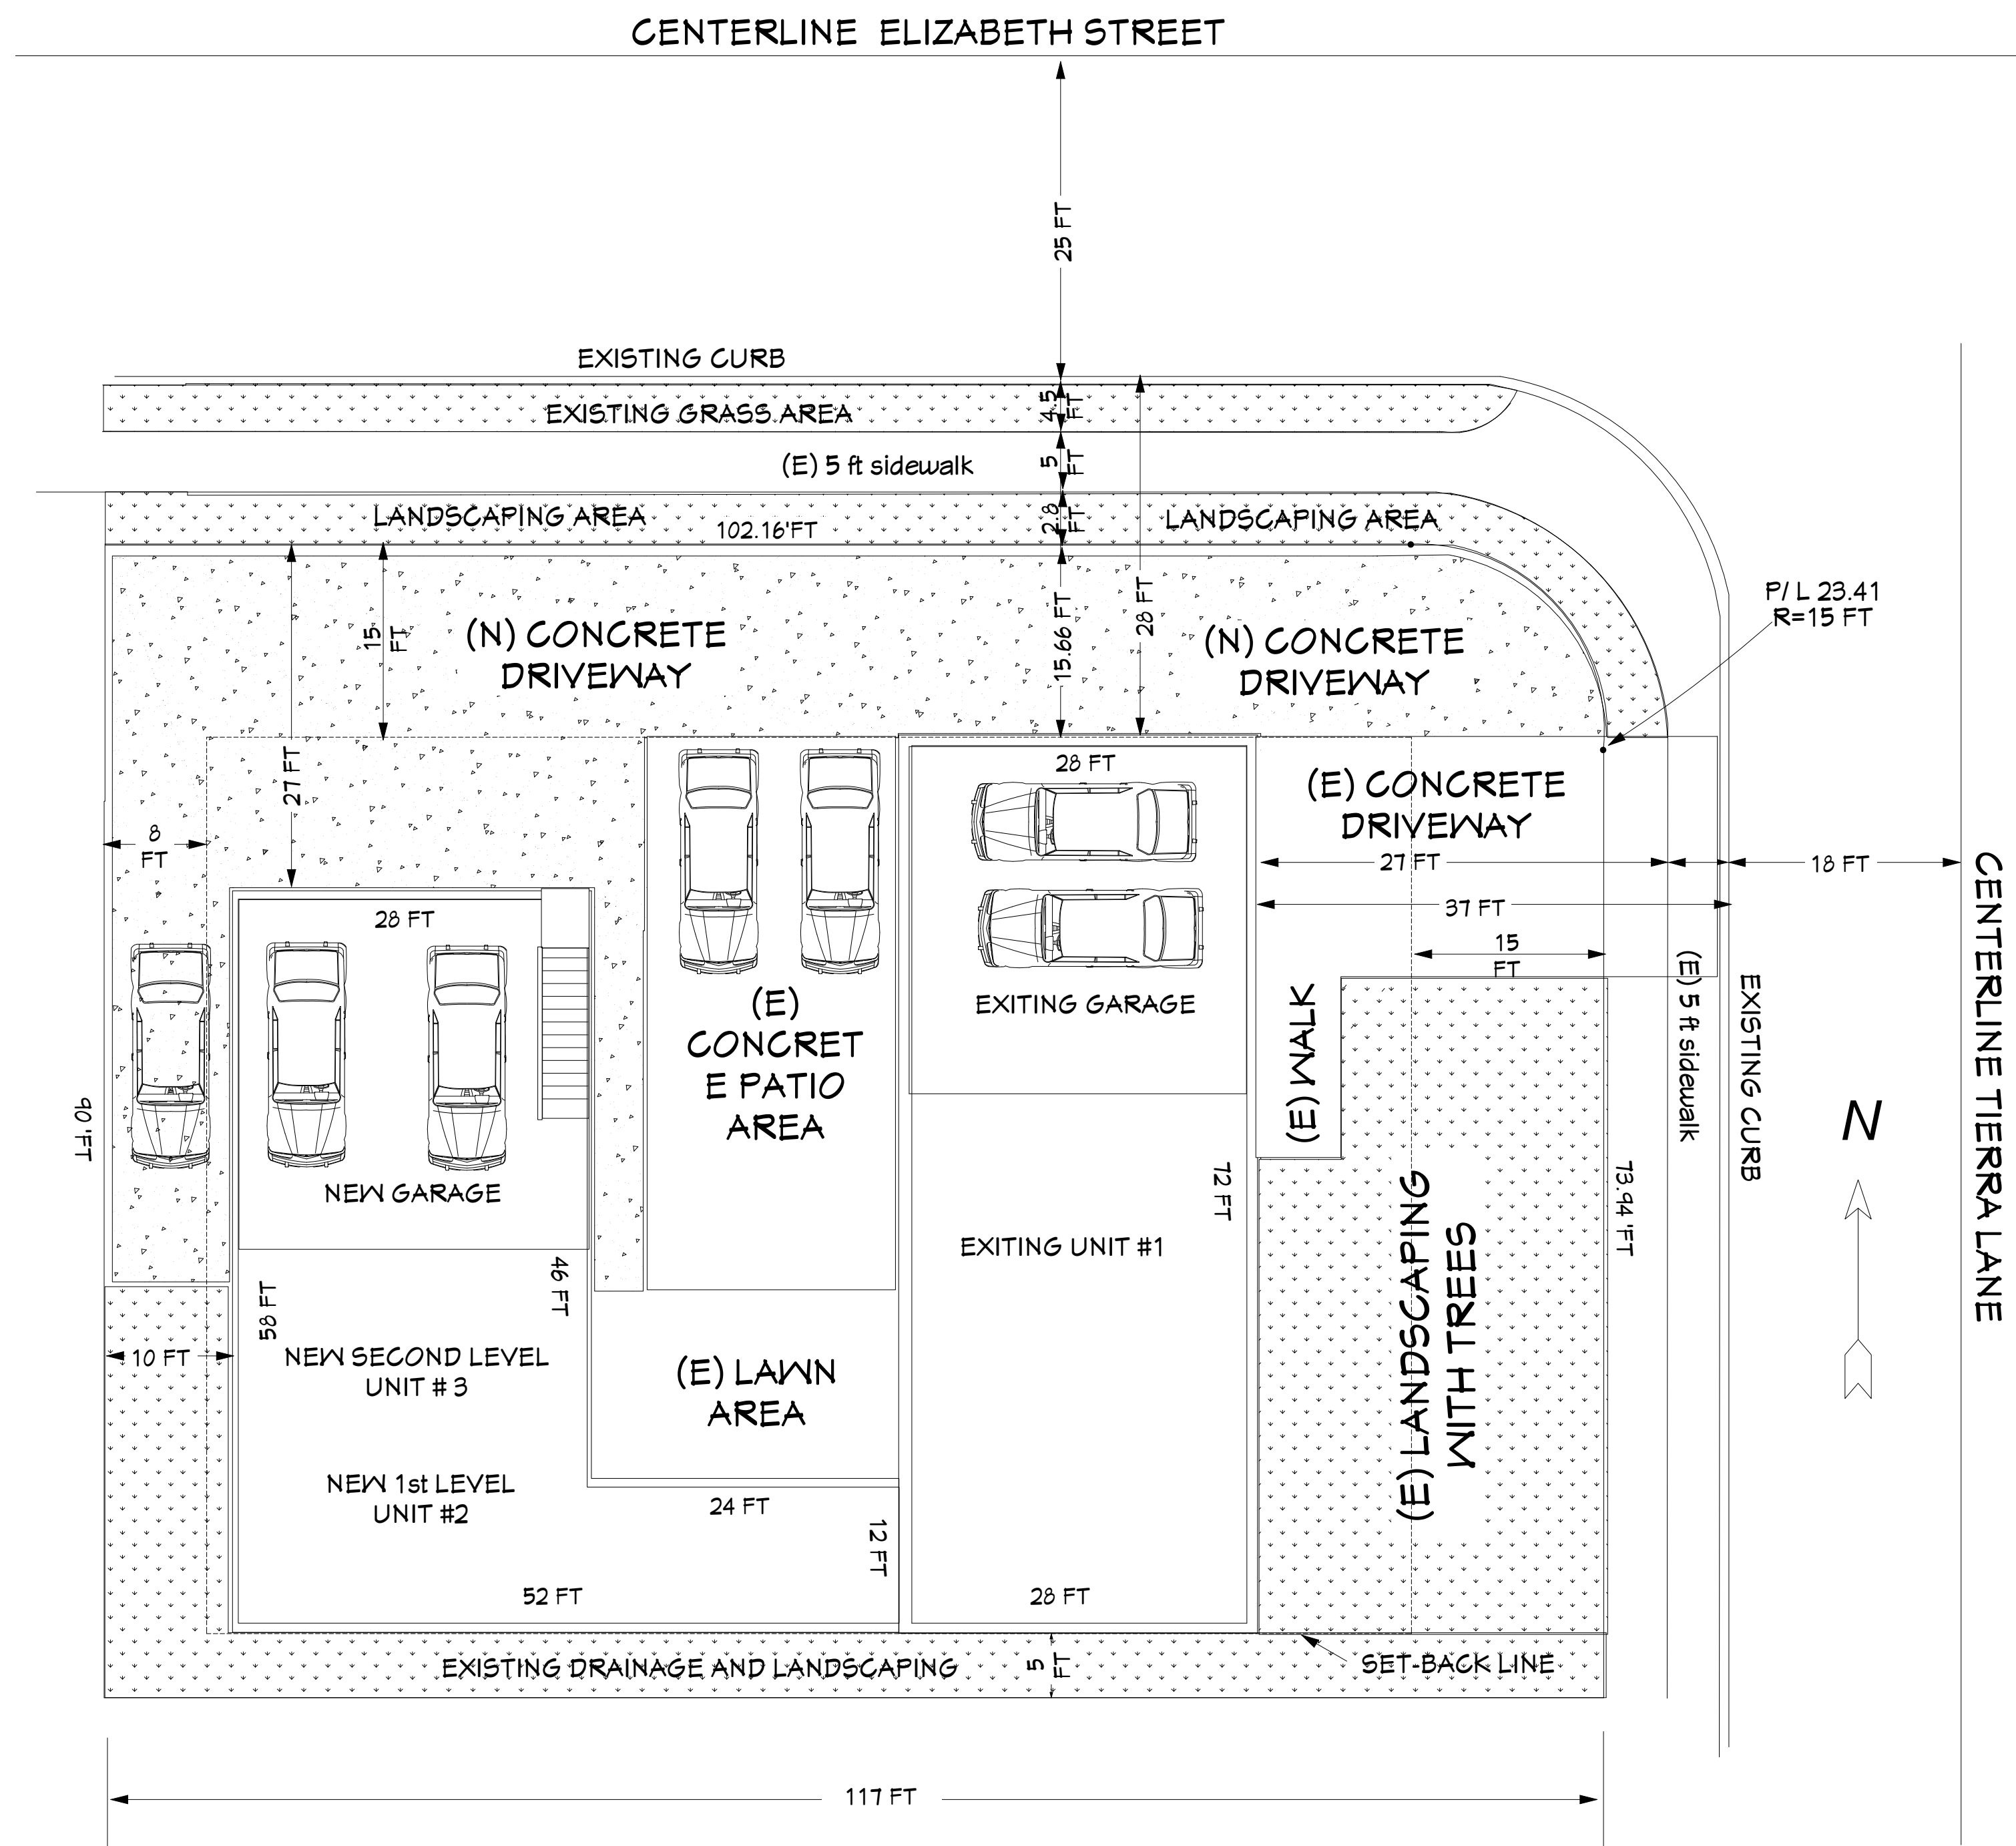 CENTERLINE ELIZABETH STREET
25 FT
EXISTING CURB
4.5
FT
EXISTING GRASS AREA
(E) 5 ft sidewalk
5
FT
LANDSCAPING AREA
102.16'FT
2.8
FT
LANDSCAPING AREA
P/ L 23.41
R=15 FT
15
FT
(N) CONCRETE
DRIVEWAY
15.66 FT
28 FT
(N) CONCRETE
DRIVEWAY
27 FT
8
FT
28 FT
(E) CONCRETE
DRIVEWAY
27 FT
18 FT
37 FT
15
FT
28 FT
(E)
CONCRET
E PATIO
AREA
EXITING GARAGE
(E) WALK
(E) 5 ft sidewalk
EXISTING CURB
CENTERLINE TIERRA LANE
N
90'FT
NEW GARAGE
72 FT
73.94'FT
EXITING UNIT #1
46 FT
58 FT
10 FT
NEW SECOND LEVEL
UNIT # 3
(E) LAWN
AREA
(E) LANDSCAPING
WITH TREES
NEW 1st LEVEL
UNIT #2
24 FT
12 FT
52 FT
28 FT
EXISTING DRAINAGE AND LANDSCAPING
5
FT
SET-BACK LINE
117 FT